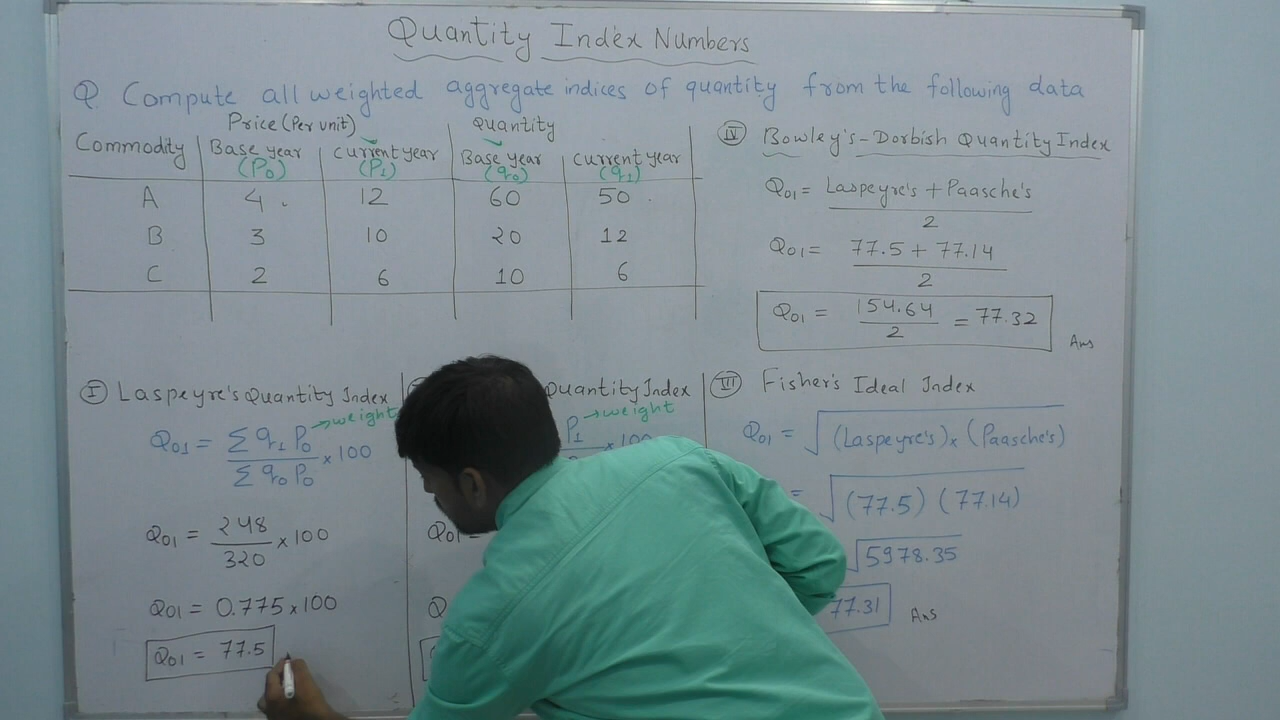 Quantity Index Numbers
Q. Compute all weighted aggregate indices of quantity from the following data
Price (Per unit) Quantity
Commodity Base year Current year Base year Current year
(P₀) (P₁) (q₀) (q₁)
A 4 12 60 50
B 3 10 20 12
C 2 6 10 6
Ⓘ Laspeyre's Quantity Index
→weight
Q₀₁ = Σ q₁ P₀ / Σ q₀ P₀ × 100
Q₀₁ = 248 / 320 × 100
Q₀₁ = 0.775 × 100
Q₀₁ = 77.5
Quantity Index
P₁ →weight
× 100
Q₀₁
Q
III Fisher's Ideal Index
Q₀₁ = √(Laspeyre's) × (Paasche's)
= √(77.5) (77.14)
√5978.35
77.31 Ans
IV Bowley's - Dorbish Quantity Index
Q₀₁ = Laspeyre's + Paasche's / 2
Q₀₁ = 77.5 + 77.14 / 2
Q₀₁ = 154.64 / 2 = 77.32
Ans